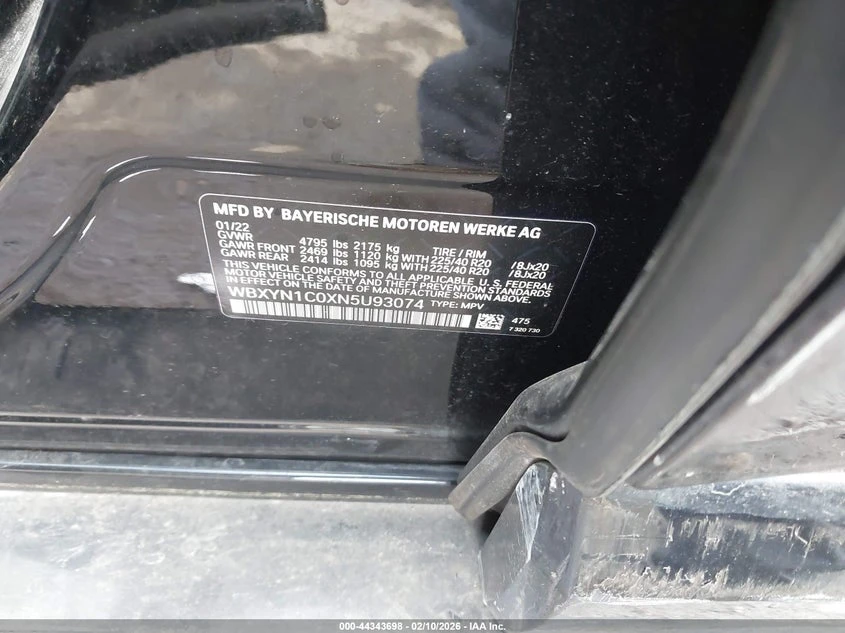 MFD BY BAYERISCHE MOTOREN WERKE AG
01/22
GVWR 4795 lbs 2175 kg TIRE / RIM
GAWR FRONT 2469 lbs 1120 kg WITH 225/40 R20 /8Jx20
GAWR REAR 2414 lbs 1095 kg WITH 225/40 R20 /8Jx20
THIS VEHICLE CONFORMS TO ALL APPLICABLE U.S. FEDERAL
MOTOR VEHICLE SAFETY AND THEFT PREVENTION STANDARDS
IN EFFECT ON THE DATE OF MANUFACTURE SHOWN ABOVE.
WBXYN1C0XN5U93074 TYPE: MPV
475
7 320 730
000-44343698 - 02/10/2026 - IAA Inc.